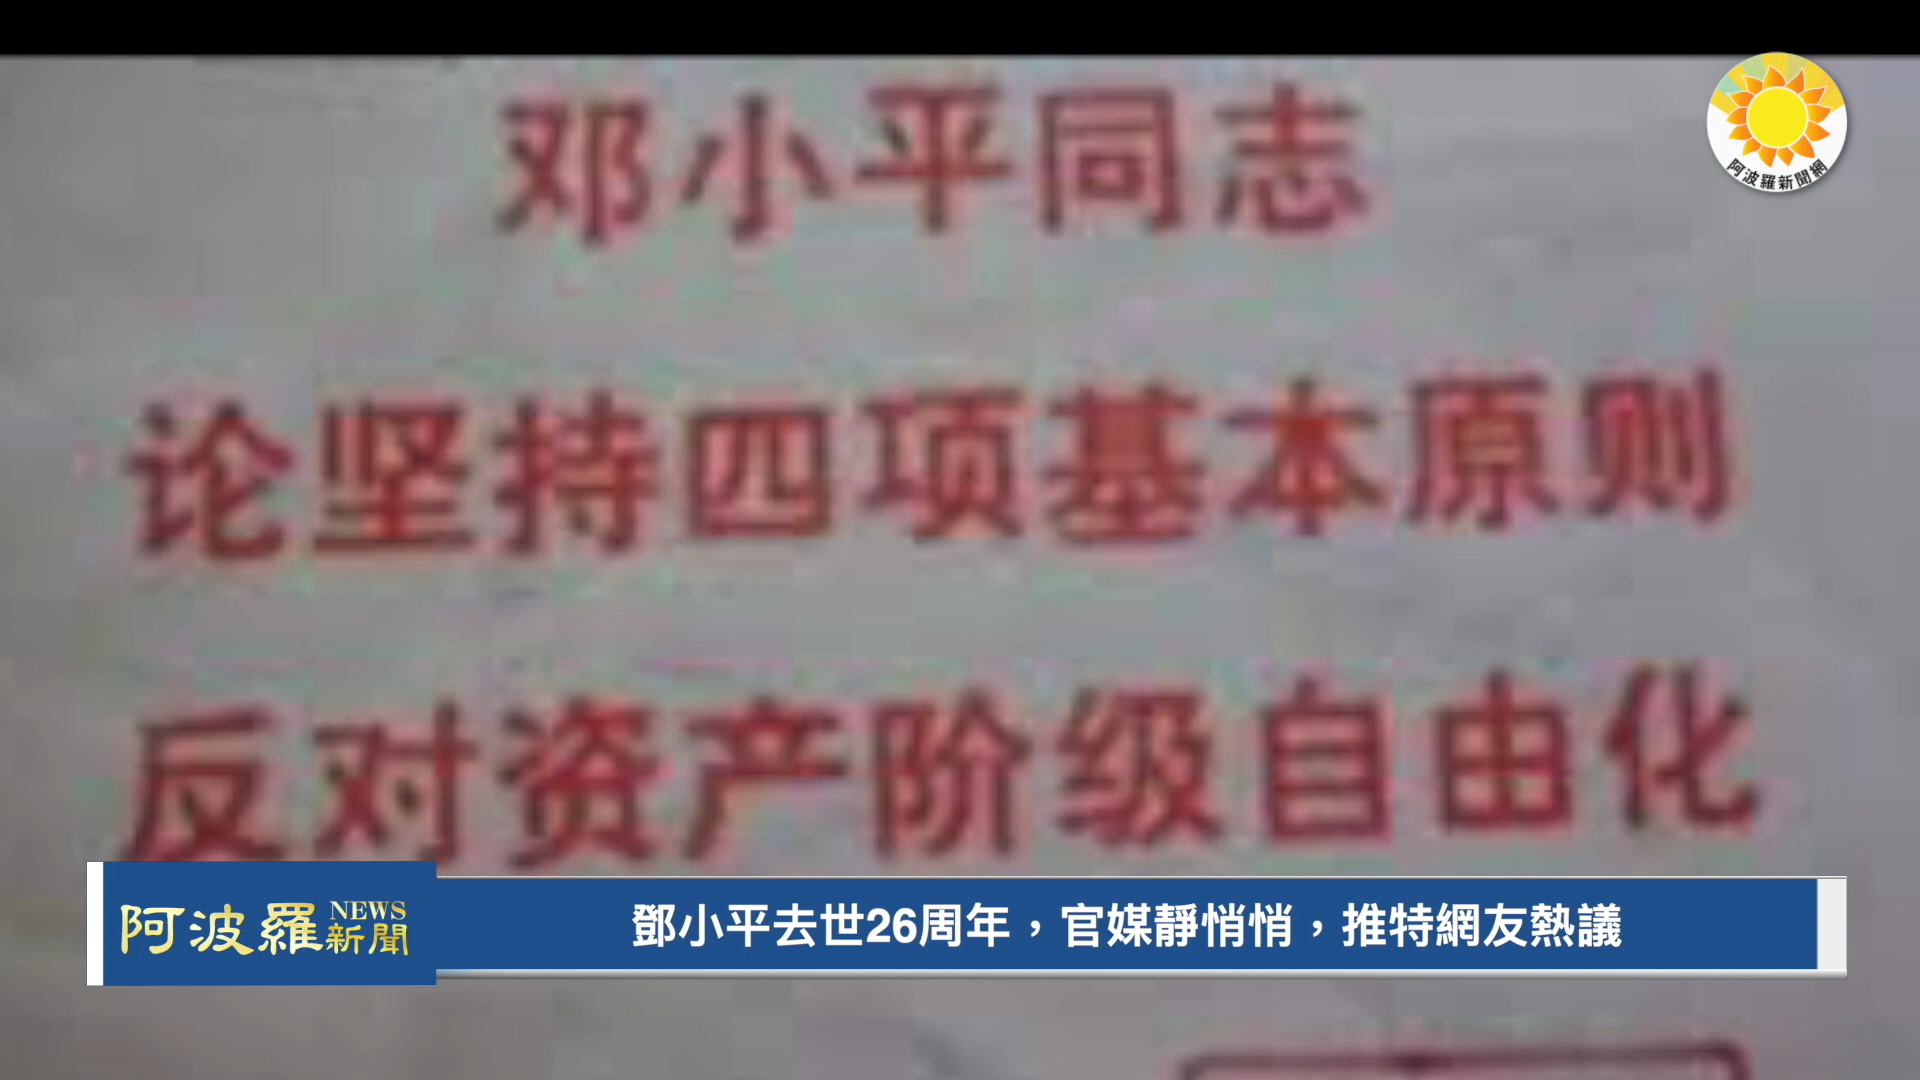 邓小平同志
阿波羅新聞網
论坚持四项基本原则
反对资产阶级自由化
阿波羅NEWS新聞
鄧小平去世26周年，官媒靜悄悄，推特網友熱議